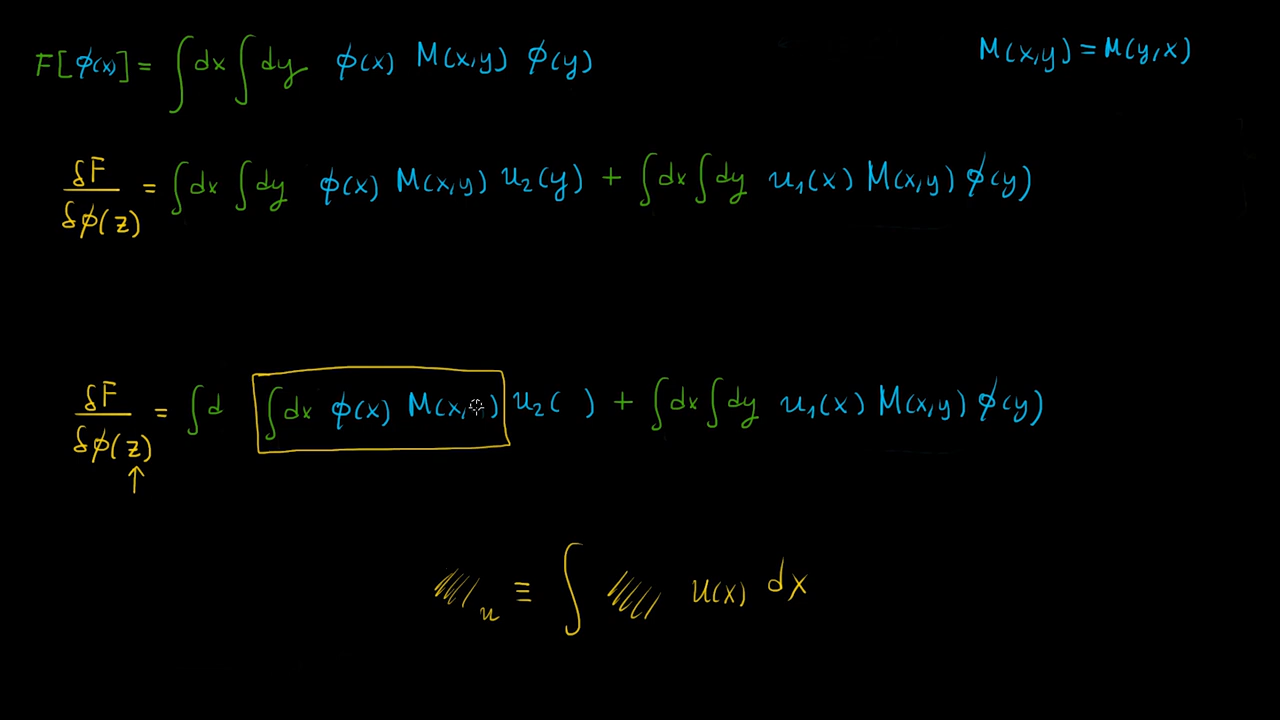 F[ϕ(x)] = ∫dx ∫dy ϕ(x) M(x,y) ϕ(y)
M(x,y) = M(y,x)
δF/δϕ(z) = ∫dx ∫dy ϕ(x) M(x,y) u₂(y) + ∫dx ∫dy u₁(x) M(x,y) ϕ(y)
δF/δϕ(z) = ∫d ∫dx ϕ(x) M(x, ) u₂( ) + ∫dx ∫dy u₁(x) M(x,y) ϕ(y)
↑
u ≡ ∫ u(x) dx